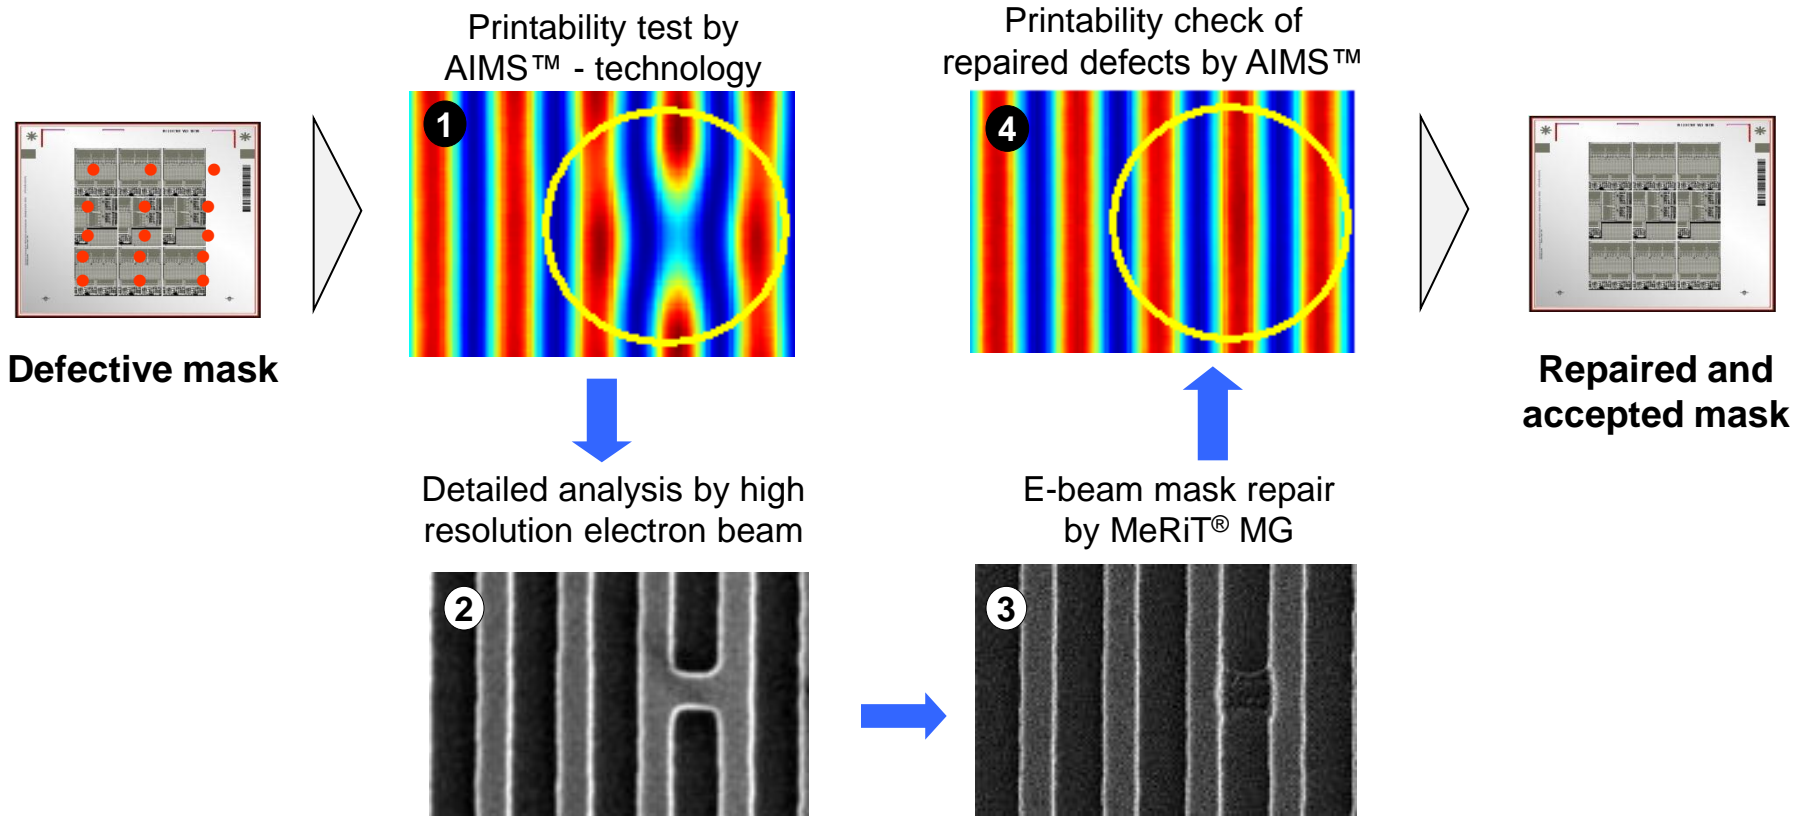 Printability test by
AIMS™ - technology
1
Printability check of
repaired defects by AIMS™
4
Defective mask
Repaired and
accepted mask
Detailed analysis by high
resolution electron beam
2
E-beam mask repair
by MeRiT® MG
3